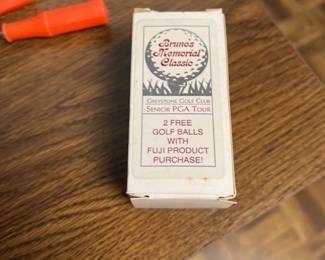 Bruno's
Memorial
Classic
GREYSTONE GOLF CLUB
SENIOR PGA TOUR
2 FREE
GOLF BALLS
WITH
FUJI PRODUCT
PURCHASE!